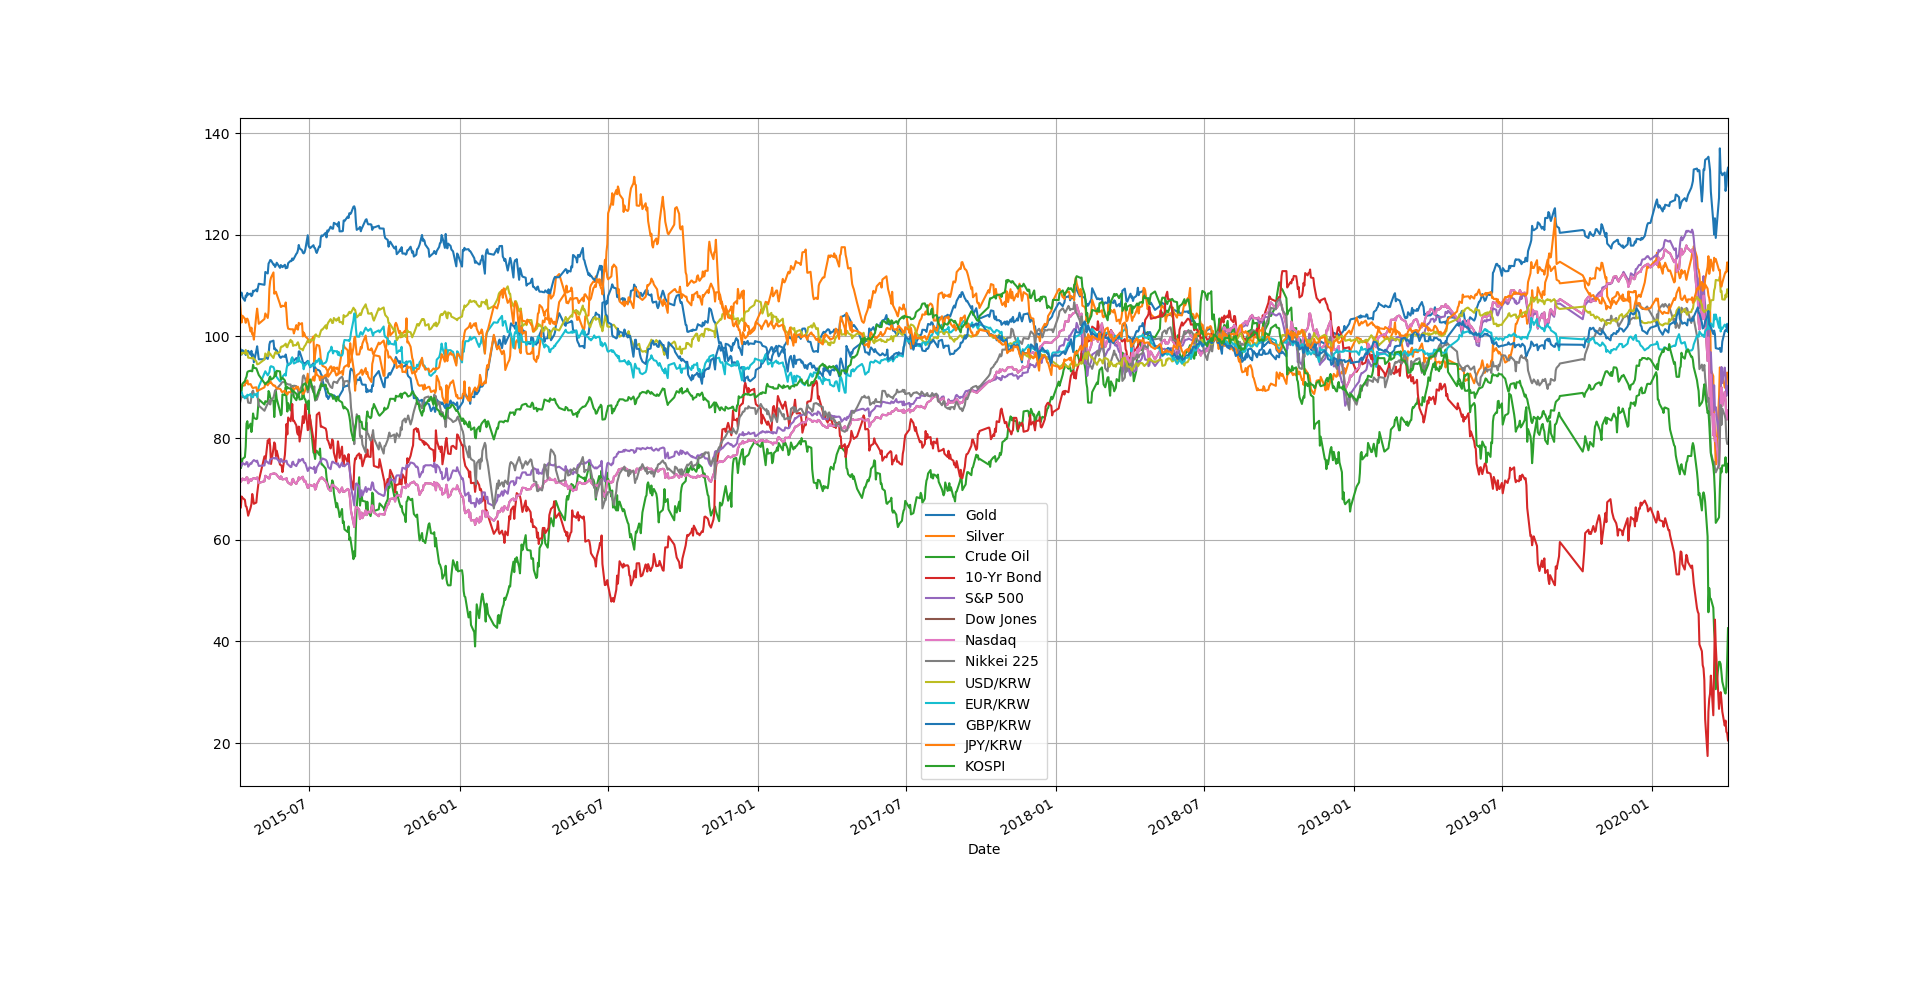 140
120
100
80
60
40
20
Gold
Silver
Crude Oil
10-Yr Bond
S&P 500
Dow Jones
Nasdaq
Nikkei 225
USD/KRW
EUR/KRW
GBP/KRW
JPY/KRW
KOSPI
2015-07
2016-01
2016-07
2017-01
2017-07
2018-01
2018-07
2019-01
2019-07
2020-01
Date